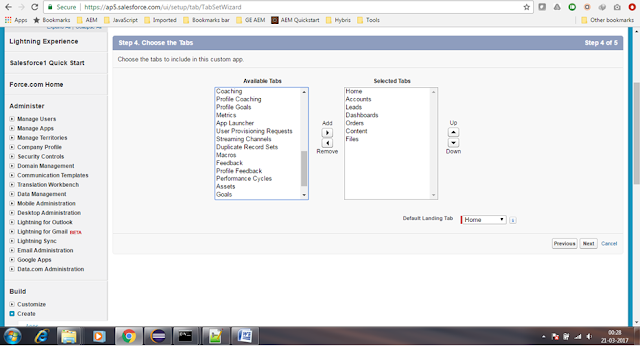 Secure
https://ap5.salesforce.com/ui/setup/tab/TabSetWizard
Apps
Bookmarks
AEM
JavaScript
Imported
Bookmarks bar
GE AEM
AEM Quickstart
Hybris
Tools
Other bookmarks
Lightning Experience
Salesforce1 Quick Start
Force.com Home
Administer
Manage Users
Manage Apps
Manage Territories
Company Profile
Security Controls
Domain Management
Communication Templates
Translation Workbench
Data Management
Mobile Administration
Desktop Administration
Lightning for Outlook
Lightning for Gmail BETA
Lightning Sync
Email Administration
Google Apps
Data.com Administration
Build
Customize
Create
Step 4. Choose the Tabs
Step 4 of 5
Choose the tabs to include in this custom app.
Available Tabs
Coaching
Profile Coaching
Profile Goals
Metrics
App Launcher
User Provisioning Requests
Streaming Channels
Duplicate Record Sets
Macros
Feedback
Profile Feedback
Performance Cycles
Assets
Goals
Add
Remove
Selected Tabs
Home
Accounts
Leads
Dashboards
Orders
Content
Files
Up
Down
Default Landing Tab
Home
Previous
Next
Cancel
00:28
21-03-2017